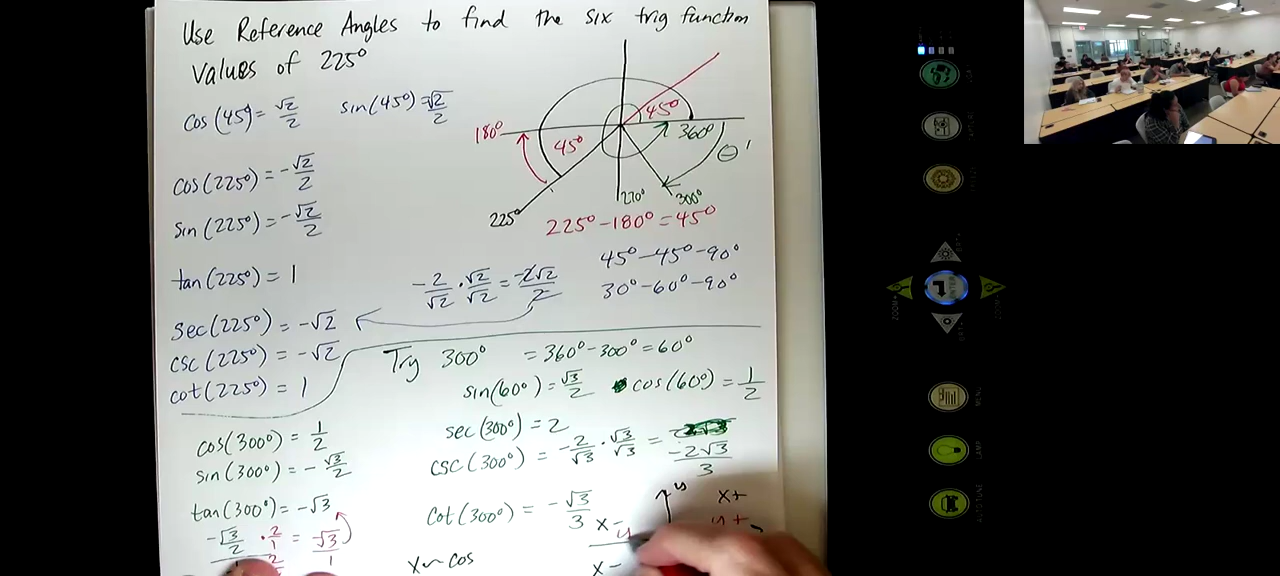 Use Reference Angles to find the six trig function
values of 225°
cos(45°) = √2/2 sin(45°) = √2/2
cos(225°) = -√2/2
sin(225°) = -√2/2
tan(225°) = 1
sec(225°) = -√2
csc(225°) = -√2
cot(225°) = 1
45°
180°
45°
360°
θ'
270°
300°
225°
225° - 180° = 45°
45° - 45° - 90°
30° - 60° - 90°
-2/√2 · √2/√2 = -2√2/2
Try 300° = 360° - 300° = 60°
sin(60°) = √3/2 cos(60°) = 1/2
sec(300°) = 2
csc(300°) = -2/√3 · √3/√3 =
-2√3/3
cot(300°) = -√3/3
cos(300°) = 1/2
sin(300°) = -√3/2
tan(300°) = -√3
-√3/2 · 2/1 = √3/1
x ~ cos
y
x+
y+
x-
y
x-
ZOOM-
ZOOM+
MENU
LAMP